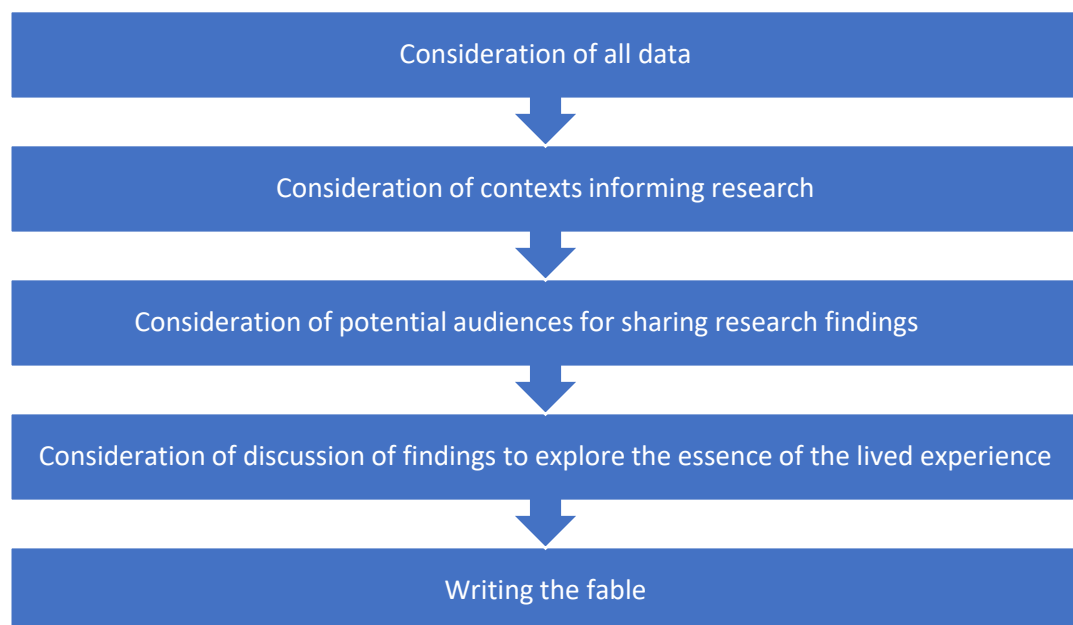 Consideration of all data
Consideration of contexts informing research
Consideration of potential audiences for sharing research findings
Consideration of discussion of findings to explore the essence of the lived experience
Writing the fable